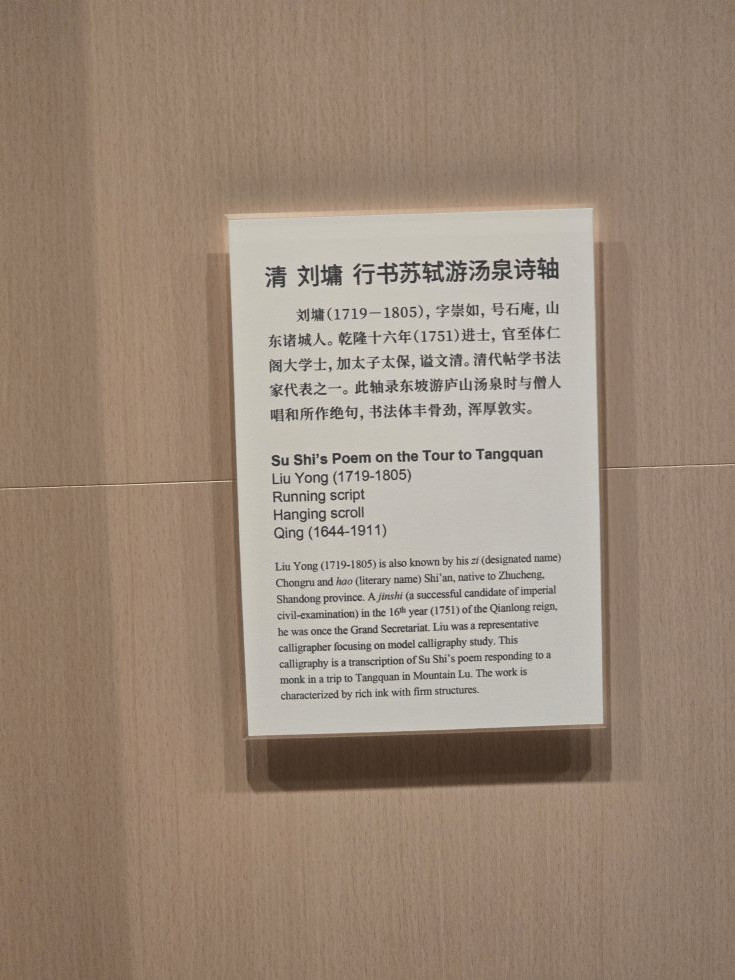 清 刘墉 行书苏轼游汤泉诗轴
刘墉(1719－1805), 字崇如, 号石庵, 山
东诸城人。乾隆十六年(1751)进士, 官至体仁
阁大学士, 加太子太保, 谥文清。清代帖学书法
家代表之一。此轴录东坡游庐山汤泉时与僧人
唱和所作绝句, 书法体丰骨劲, 浑厚敦实。
Su Shi's Poem on the Tour to Tangquan
Liu Yong (1719-1805)
Running script
Hanging scroll
Qing (1644-1911)
Liu Yong (1719-1805) is also known by his zi (designated name)
Chongru and hao (literary name) Shi'an, native to Zhucheng,
Shandong province. A jinshi (a successful candidate of imperial
civil-examination) in the 16th year (1751) of the Qianlong reign,
he was once the Grand Secretariat. Liu was a representative
calligrapher focusing on model calligraphy study. This
calligraphy is a transcription of Su Shi's poem responding to a
monk in a trip to Tangquan in Mountain Lu. The work is
characterized by rich ink with firm structures.